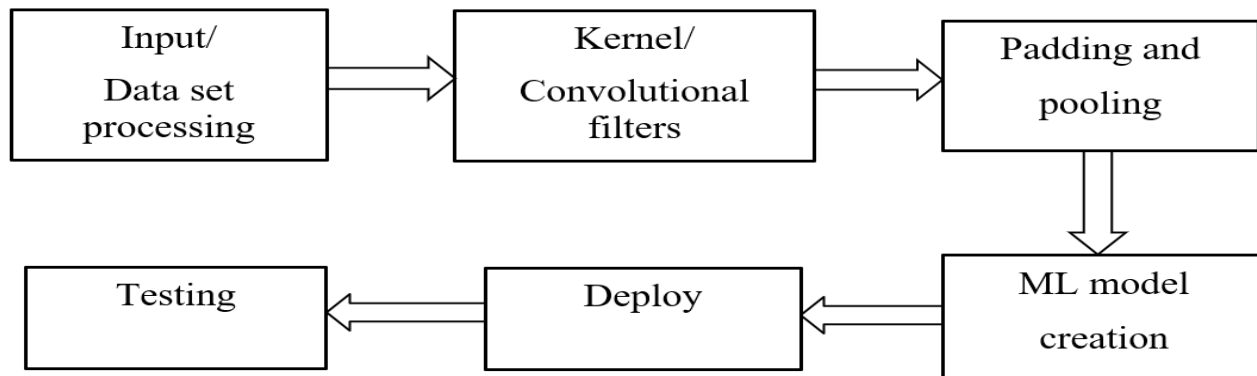 Input/
Data set
processing
Kernel/
Convolutional
filters
Padding and
pooling
ML model
creation
Deploy
Testing